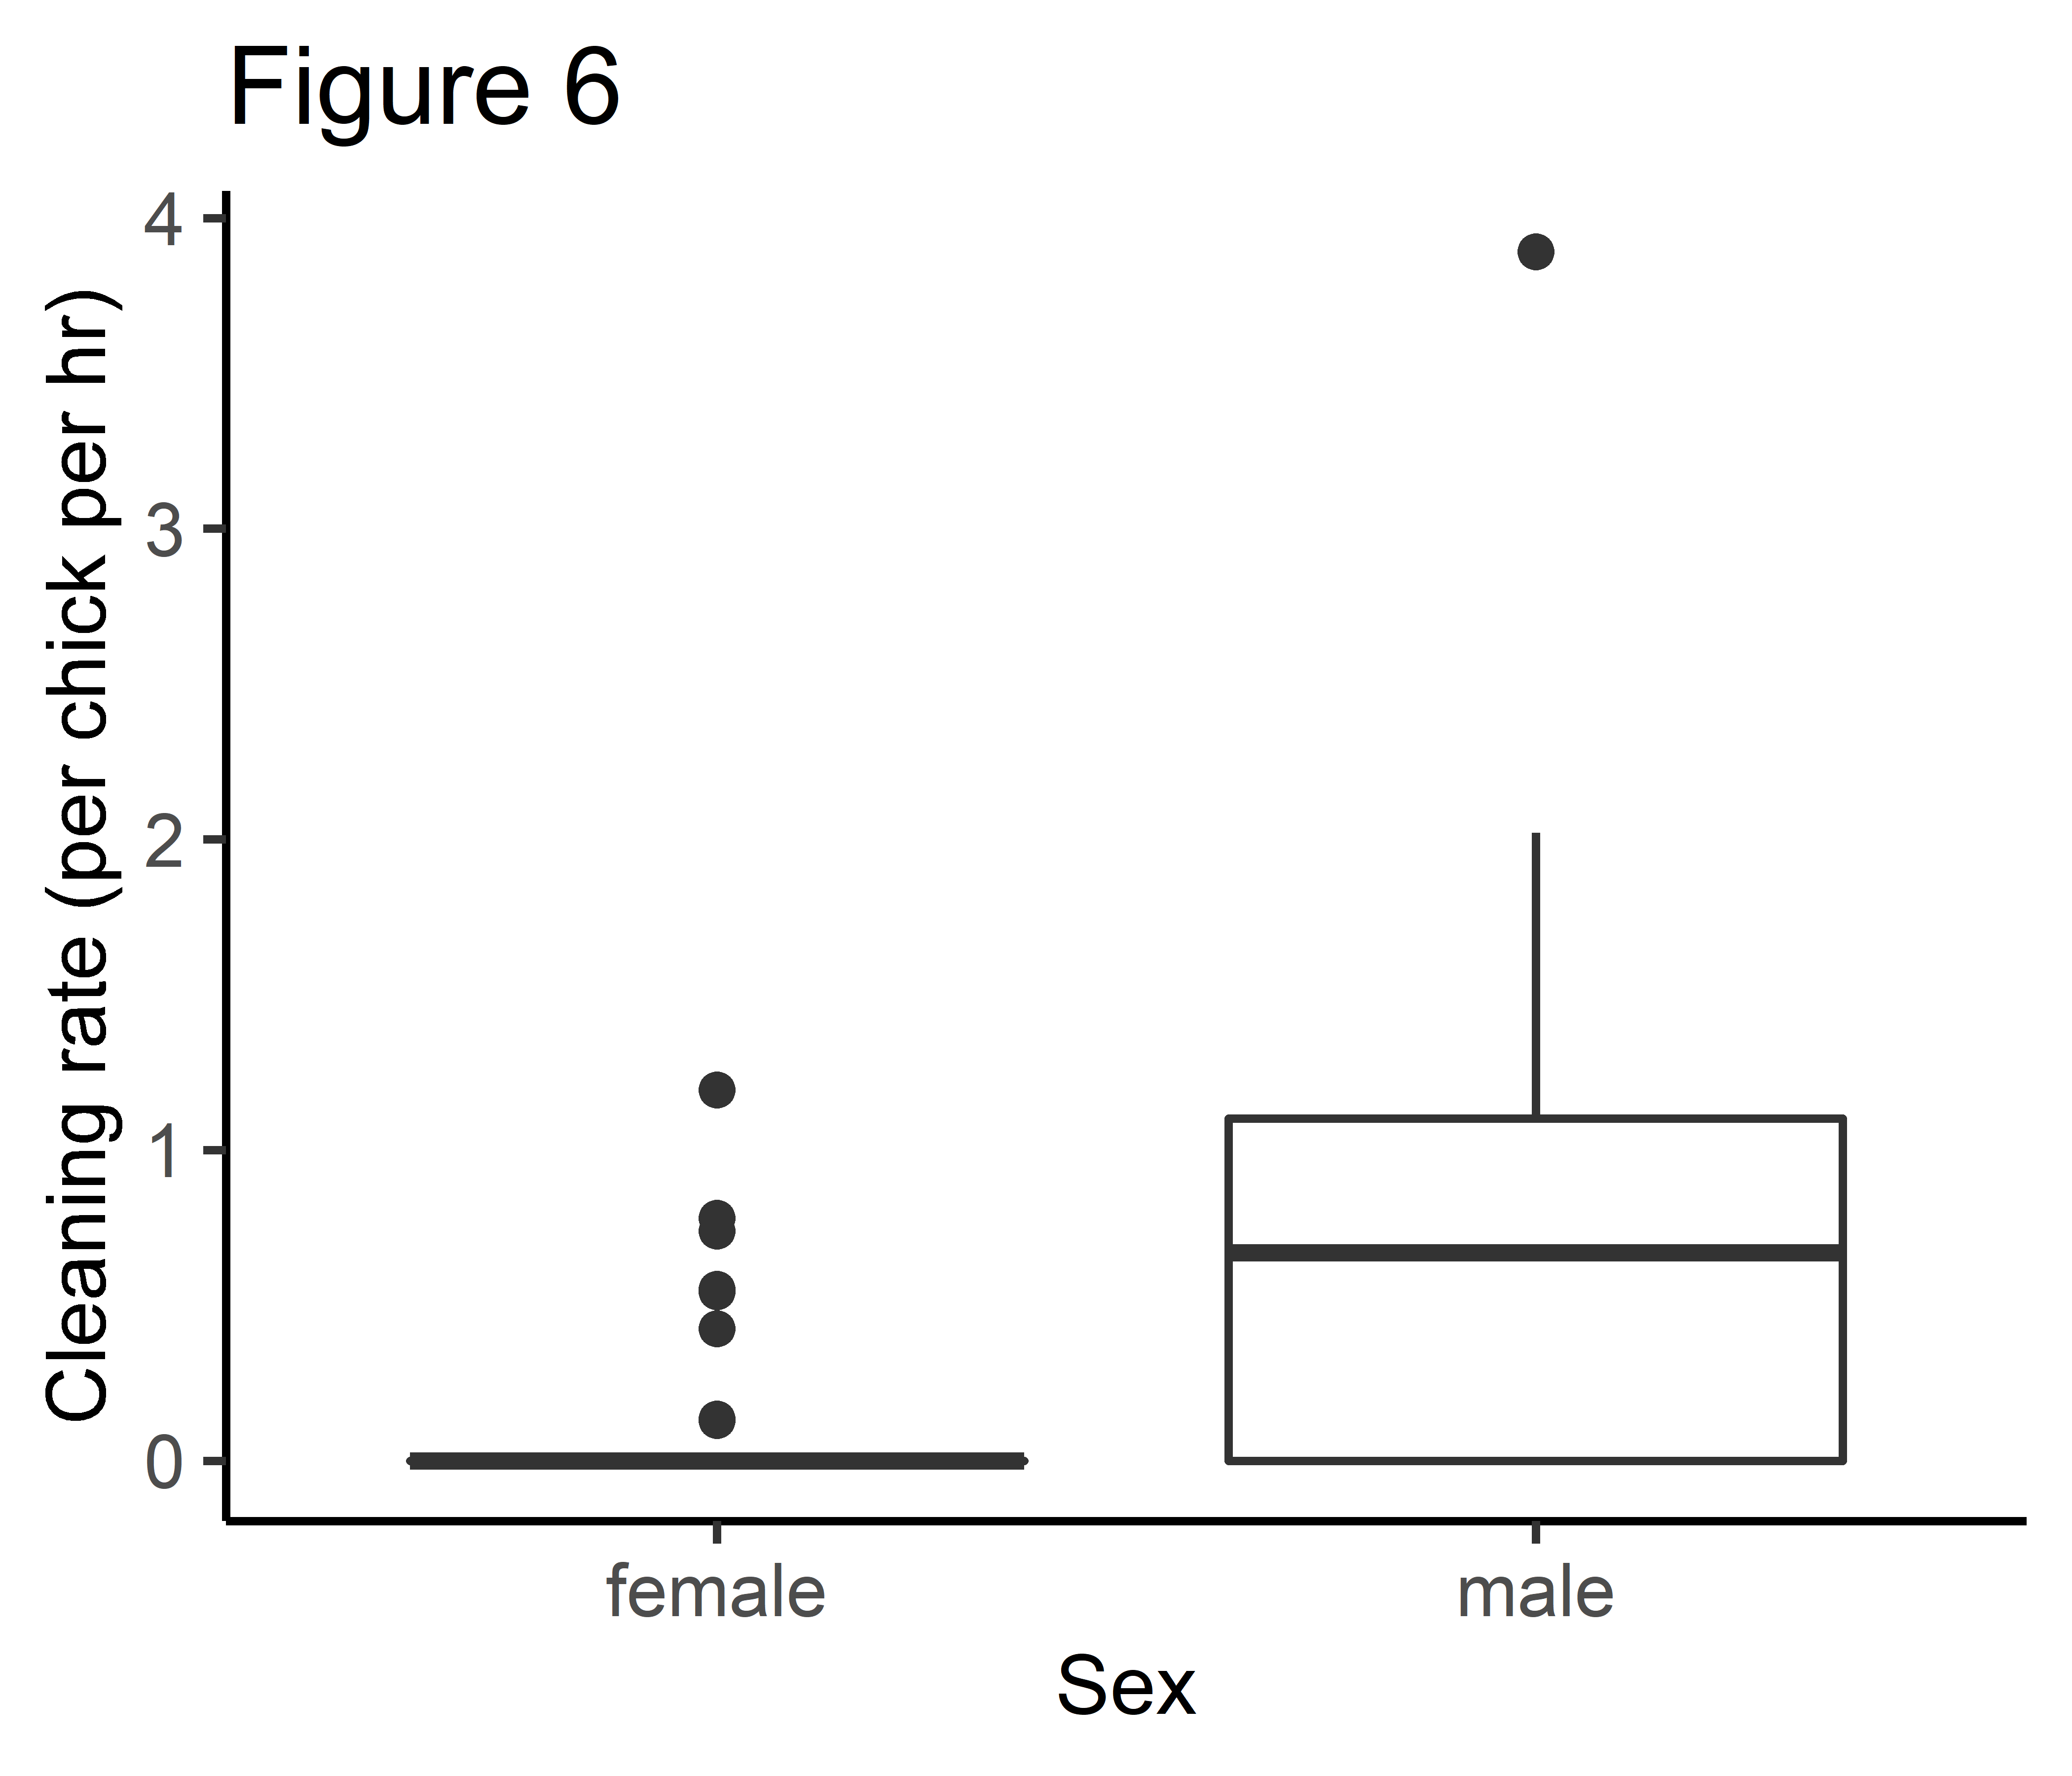 Figure 6
Cleaning rate (per chick per hr)
4
3
2
1
0
female male
Sex